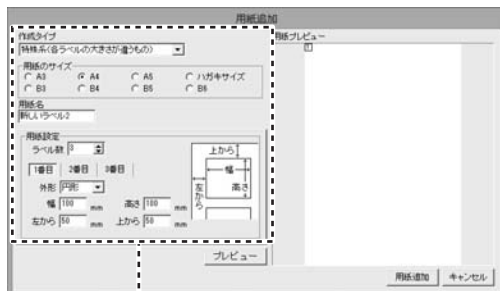 用紙追加
作成タイプ
特殊系(各ラベルの大きさが違うもの)
用紙のサイズ
A3 A4 A5 ハガキサイズ
B3 B4 B5 B6
用紙名
新しいラベル2
用紙設定
ラベル数 3
1番目 2番目 3番目
外形 円形
幅 100 mm 高さ 100 mm
左から 50 mm 上から 50 mm
上から
幅
左から
高さ
プレビュー
用紙プレビュー
1
用紙追加 キャンセル